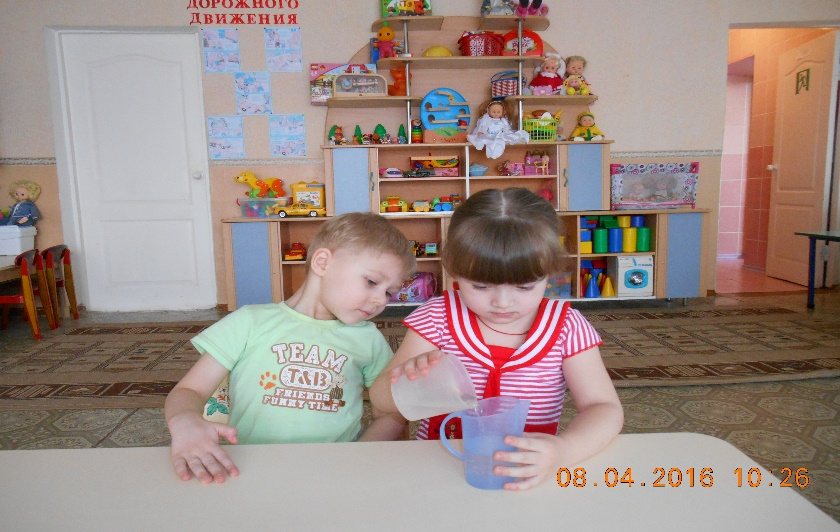 ДОРОЖНОГО
ДВИЖЕНИЯ
TEAM
T&B
FRIENDS
FUNNY TIME
08.04.2016 10:26